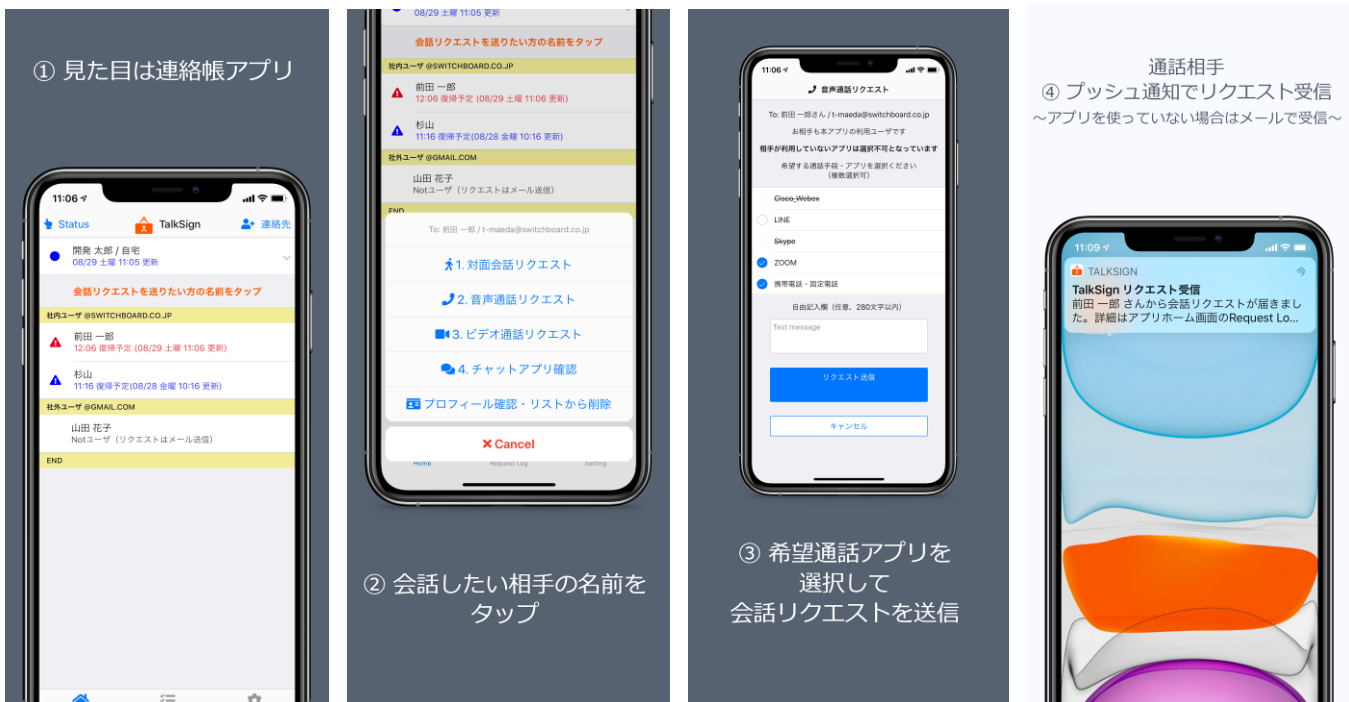 ① 見た目は連絡帳アプリ
11:06
Status
TalkSign
連絡先
開発 太郎 / 自宅
08/29 土曜 11:05 更新
会話リクエストを送りたい方の名前をタップ
社内ユーザ @SWITCHBOARD.CO.JP
前田 一郎
12:06 復帰予定 (08/29 土曜 11:06 更新)
杉山
11:16 復帰予定(08/28 金曜 10:16 更新)
社外ユーザ @GMAIL.COM
山田 花子
Notユーザ（リクエストはメール送信）
END
08/29 土曜 11:05 更新
会話リクエストを送りたい方の名前をタップ
社内ユーザ @SWITCHBOARD.CO.JP
前田 一郎
12:06 復帰予定 (08/29 土曜 11:06 更新)
杉山
11:16 復帰予定(08/28 金曜 10:16 更新)
社外ユーザ @GMAIL.COM
山田 花子
Notユーザ（リクエストはメール送信）
END
To: 前田 一郎 / t-maeda@switchboard.co.jp
1. 対面会話リクエスト
2. 音声通話リクエスト
3. ビデオ通話リクエスト
4. チャットアプリ確認
プロフィール確認・リストから削除
Cancel
Home
Request Log
Setting
② 会話したい相手の名前を
タップ
11:06
音声通話リクエスト
To: 前田 一郎さん / t-maeda@switchboard.co.jp
お相手も本アプリの利用ユーザです
相手が利用していないアプリは選択不可となっています
希望する通話手段・アプリを選択ください
（複数選択可）
Cisco_Webex
LINE
Skype
ZOOM
携帯電話・固定電話
自由記入欄（任意、280文字以内）
Text message
リクエスト送信
キャンセル
③ 希望通話アプリを
選択して
会話リクエストを送信
通話相手
④ プッシュ通知でリクエスト受信
～アプリを使っていない場合はメールで受信～
11:09
TALKSIGN
TalkSign リクエスト受信
前田 一郎 さんから会話リクエストが届きまし
た。詳細はアプリホーム画面のRequest Lo...